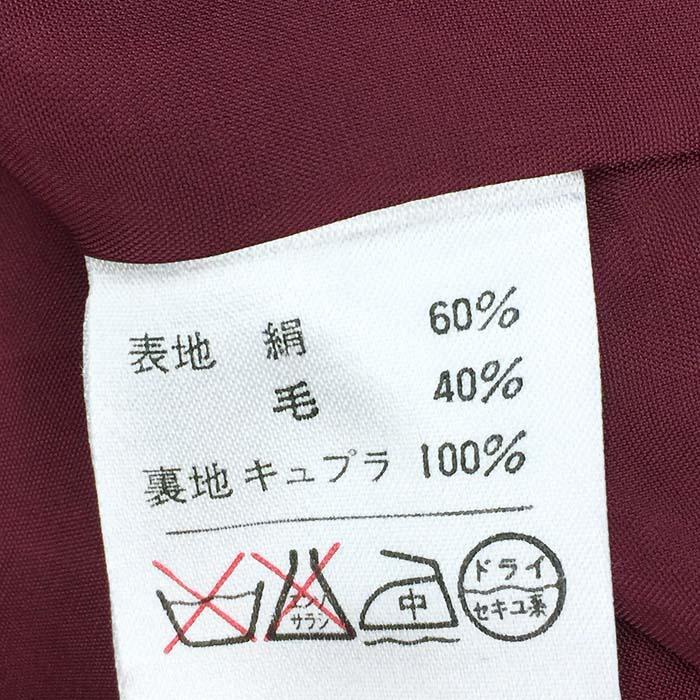 表地 絹 60%
毛 40%
裏地 キュプラ 100%
エンソ
サラシ
中
ドライ
セキユ系